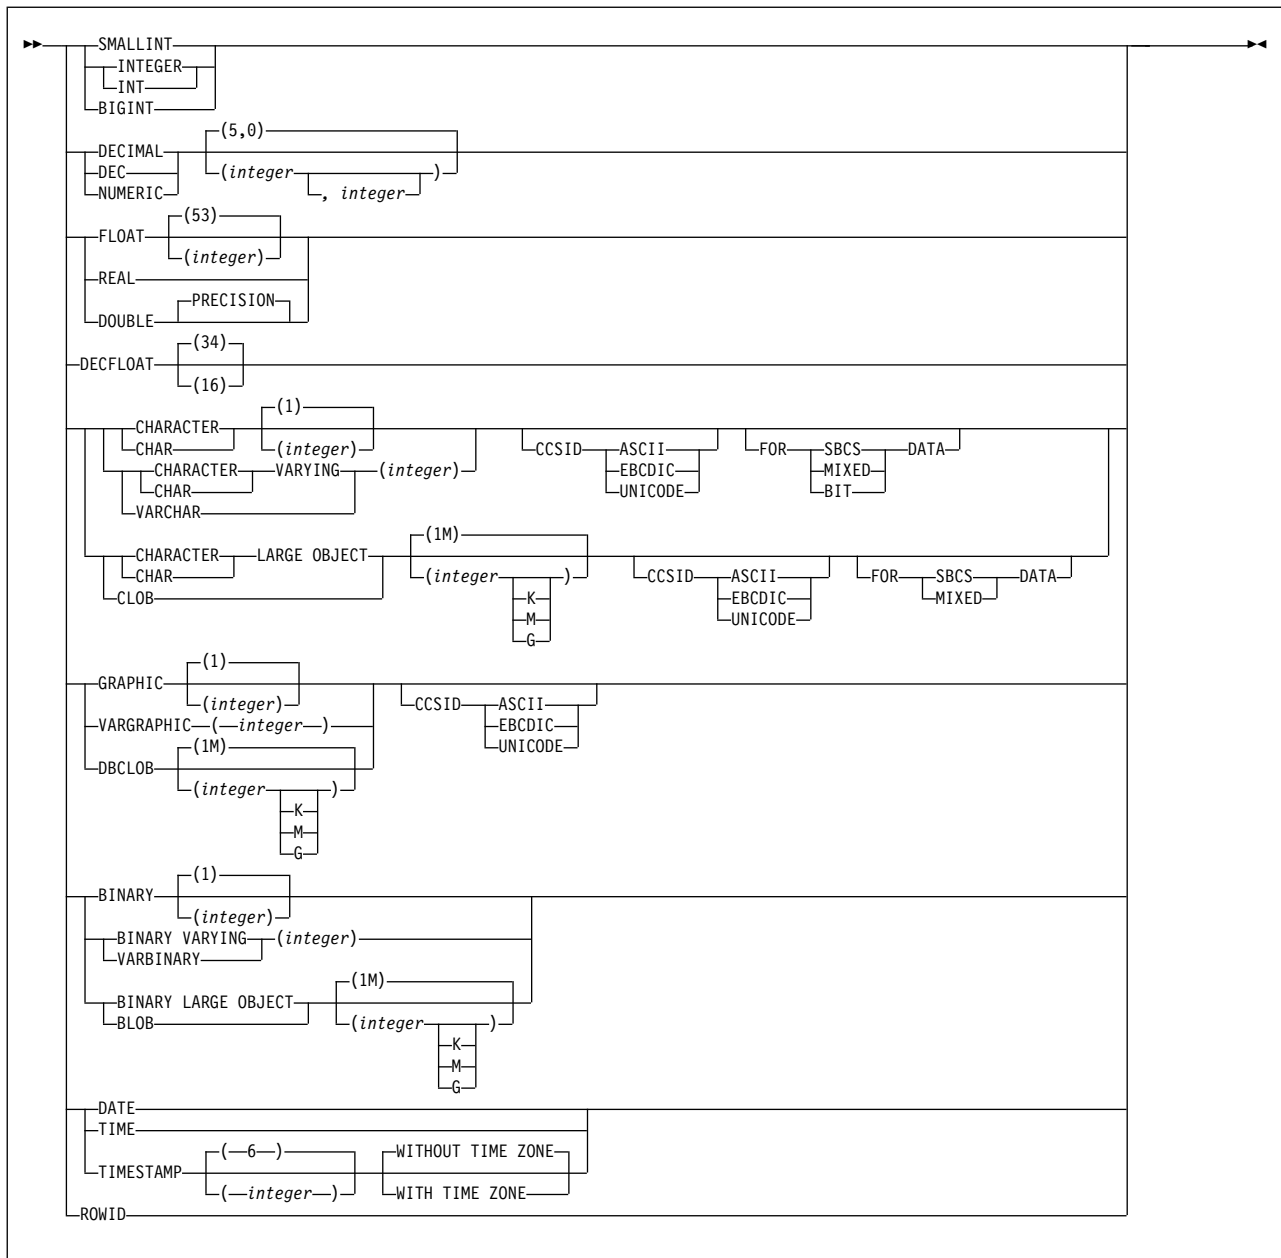 SMALLINT
INTEGER
INT
BIGINT
(5,0)
DECIMAL (integer )
DEC , integer
NUMERIC
(53)
FLOAT
(integer)
REAL
PRECISION
DOUBLE
(34)
DECFLOAT
(16)
(1)
CHARACTER
CHAR (integer) CCSID ASCII FOR SBCS DATA
CHARACTER VARYING (integer) EBCDIC MIXED
CHAR UNICODE BIT
VARCHAR
(1M)
CHARACTER LARGE OBJECT
CHAR (integer ) CCSID ASCII FOR SBCS DATA
CLOB K EBCDIC MIXED
M UNICODE
G
(1)
GRAPHIC
(integer) CCSID ASCII
VARGRAPHIC ( integer ) EBCDIC
(1M) UNICODE
DBCLOB
(integer )
K
M
G
(1)
BINARY
(integer)
BINARY VARYING (integer)
VARBINARY
(1M)
BINARY LARGE OBJECT
BLOB (integer )
K
M
G
DATE
TIME
( 6 ) WITHOUT TIME ZONE
TIMESTAMP
( integer ) WITH TIME ZONE
ROWID